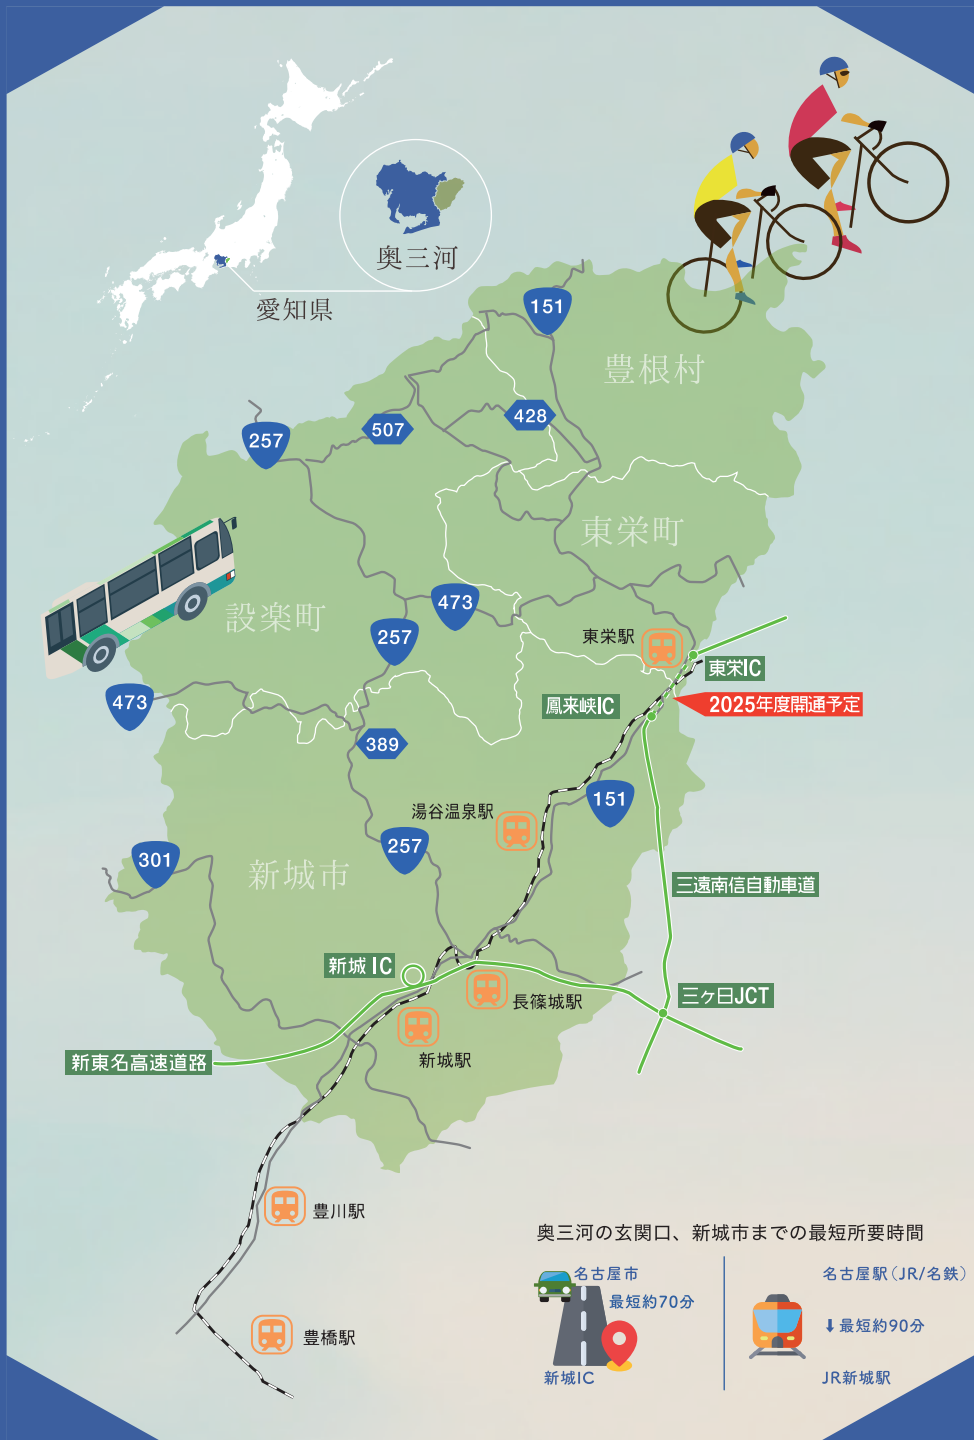 奥三河
愛知県
151
豊根村
428
507
257
東栄町
設楽町
473
257
東栄駅
東栄IC
473
鳳来峡IC
2025年度開通予定
389
151
湯谷温泉駅
257
301
新城市
三遠南信自動車道
新城 IC
長篠城駅
三ヶ日JCT
新城駅
新東名高速道路
豊川駅
豊橋駅
奥三河の玄関口、新城市までの最短所要時間
名古屋市
最短約70分
新城IC
名古屋駅（JR/名鉄）
⬇最短約90分
JR新城駅